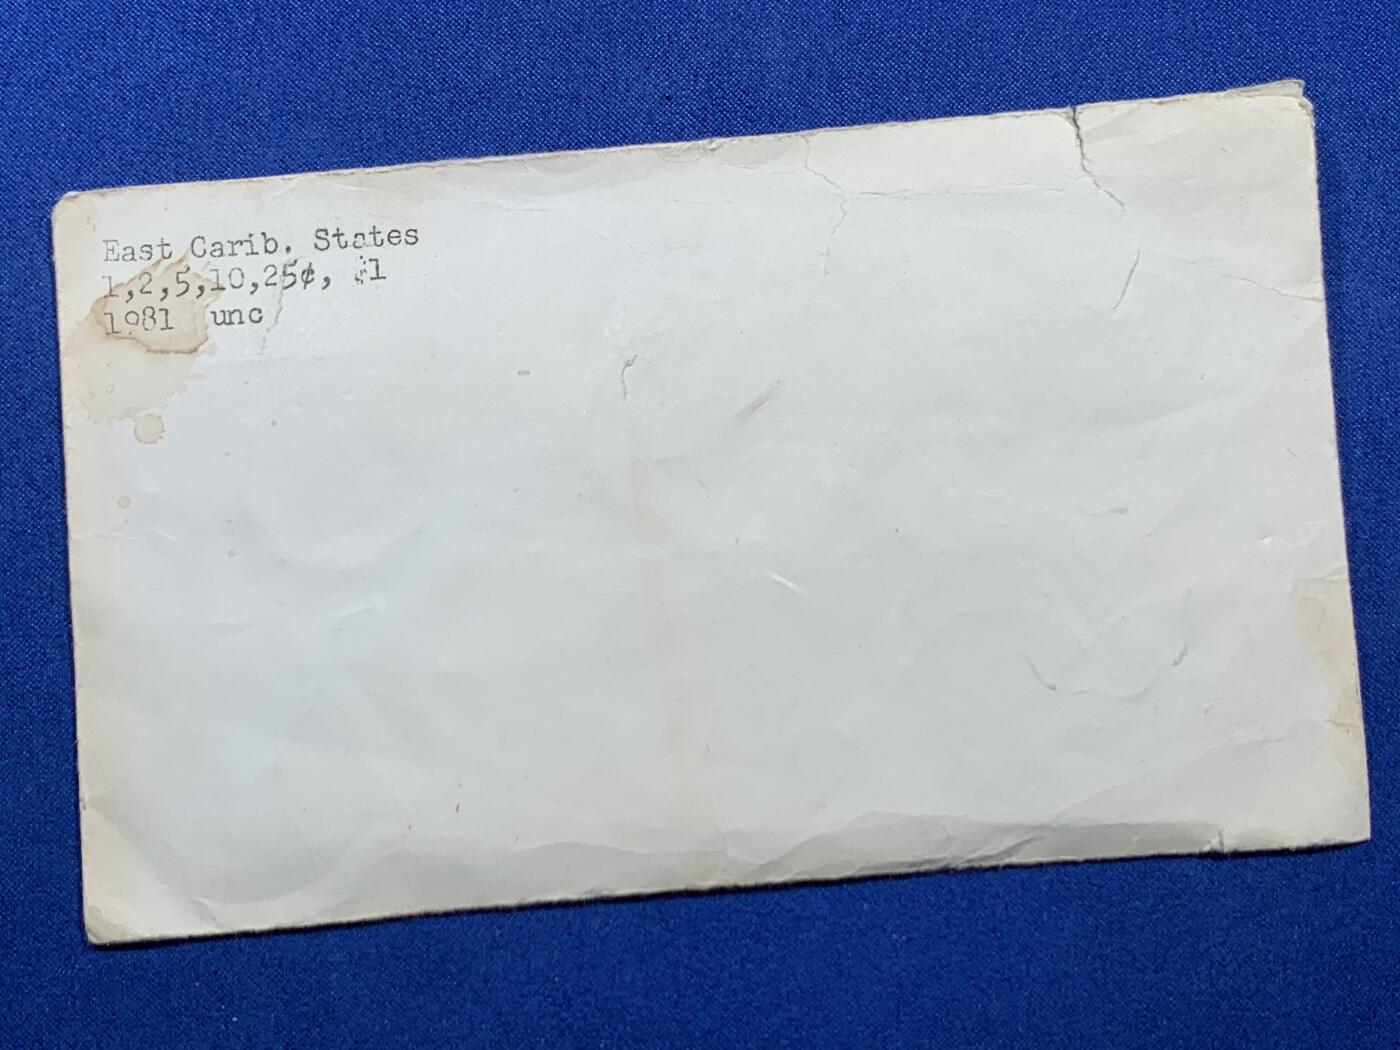 East Carib. States
1,2,5,10,25¢, $1
1981 unc